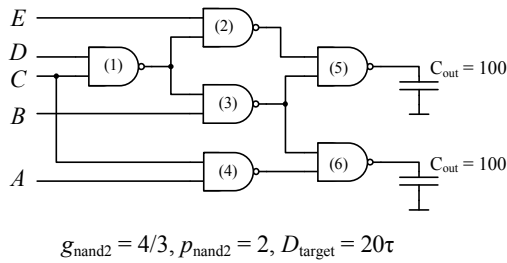 E
(2)
D
(1)
(5)
C_out = 100
C
(3)
B
(4)
(6)
C_out = 100
A
g_nand2 = 4/3, p_nand2 = 2, D_target = 20τ